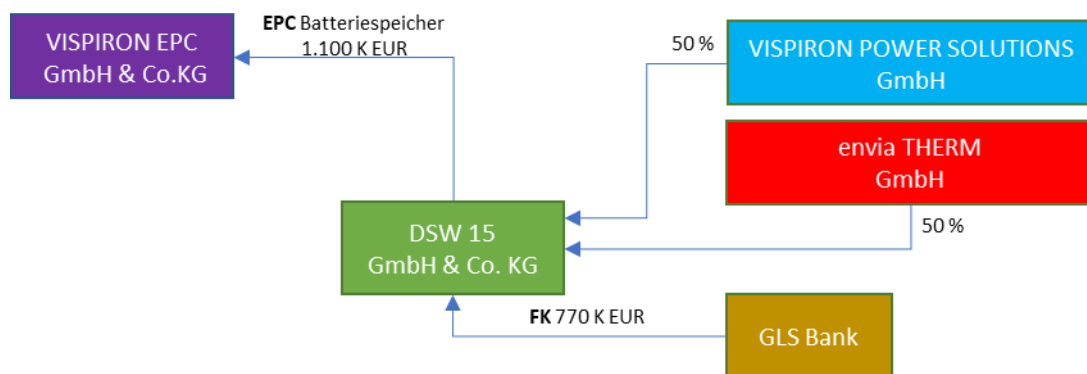 VISPIRON EPC
GmbH & Co.KG
EPC Batteriespeicher
1.100 K EUR
50 %
VISPIRON POWER SOLUTIONS
GmbH
envia THERM
GmbH
50 %
DSW 15
GmbH & Co. KG
FK 770 K EUR
GLS Bank